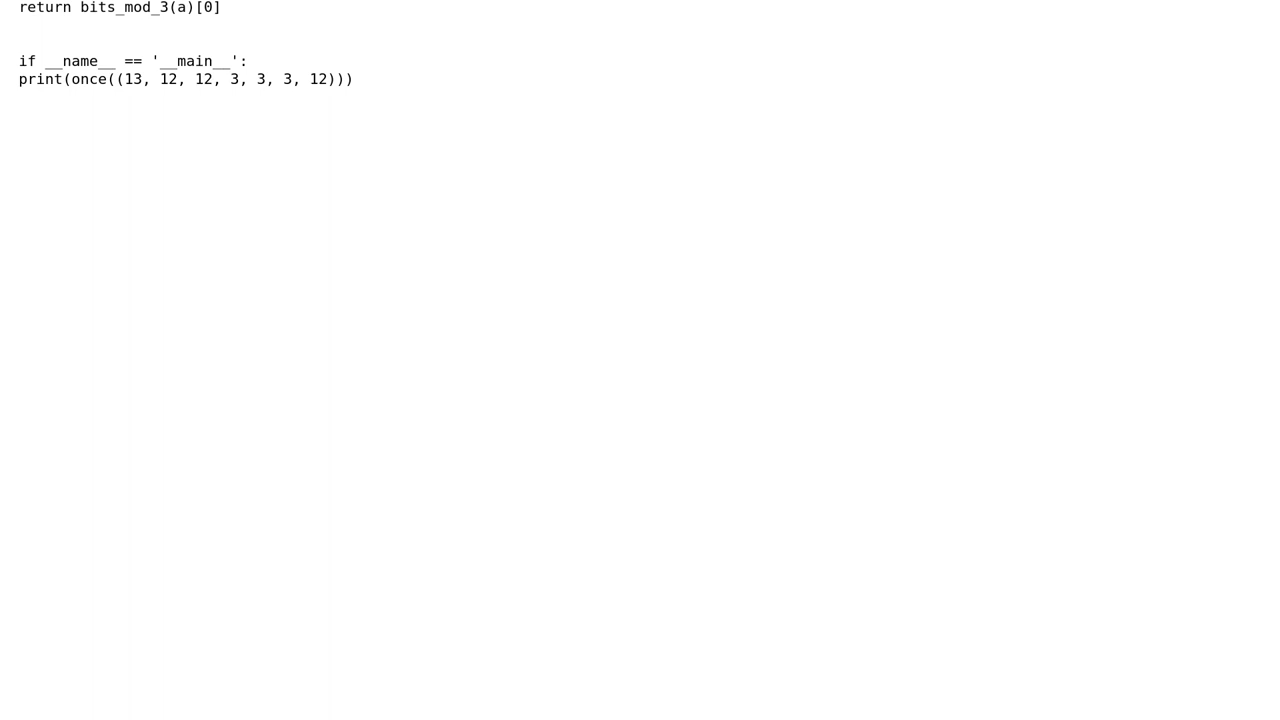 return bits_mod_3(a)[0]
if __name__ == '__main__':
print(once((13, 12, 12, 3, 3, 3, 12)))